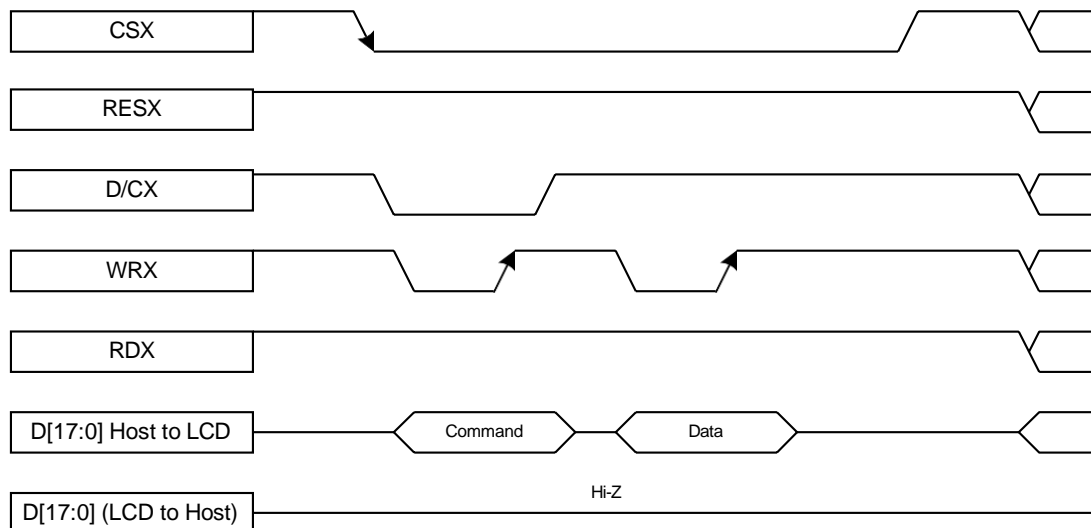 CSX
RESX
D/CX
WRX
RDX
D[17:0] Host to LCD
Command
Data
Hi-Z
D[17:0] (LCD to Host)